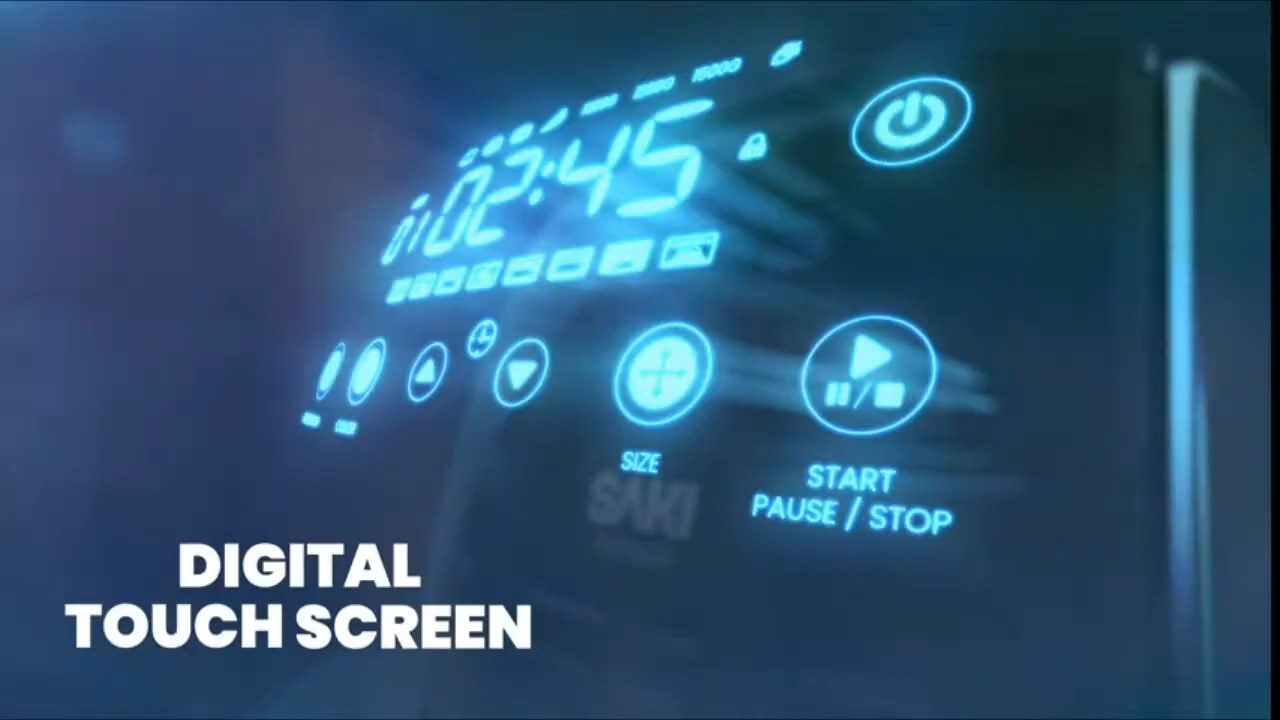 02:45
SIZE
SAKI
START
PAUSE / STOP
DIGITAL
TOUCH SCREEN